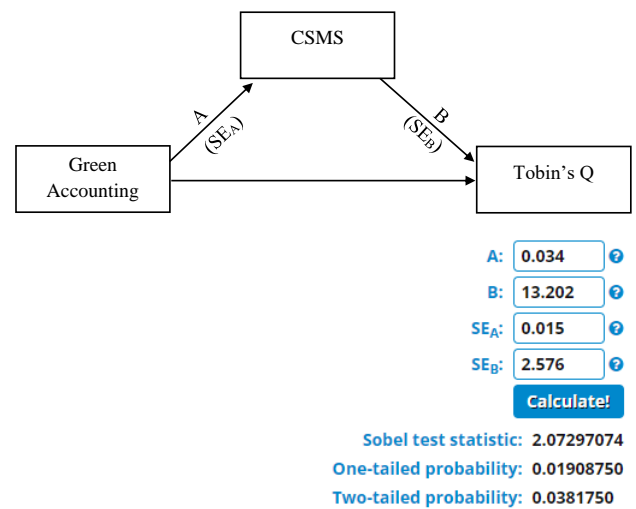 CSMS
A
(SEA)
B
(SEB)
Green
Accounting
Tobin’s Q
A: 0.034 ?
B: 13.202 ?
SEA: 0.015 ?
SEB: 2.576 ?
Calculate!
Sobel test statistic: 2.07297074
One-tailed probability: 0.01908750
Two-tailed probability: 0.0381750